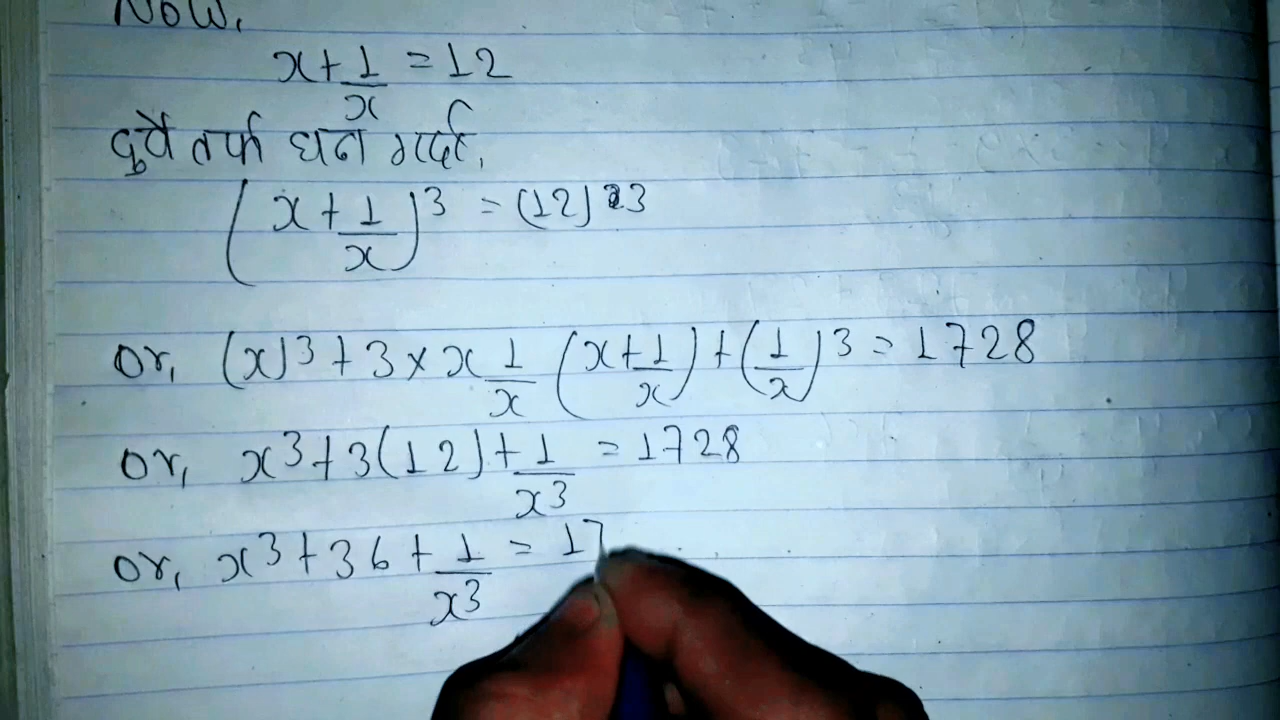 Now,
x + 1/x = 12
दुवै तर्फ घन गर्दा,
(x + 1/x)³ = (12)³
or, (x)³ + 3 × x 1/x (x + 1/x) + (1/x)³ = 1728
or, x³ + 3(12) + 1/x³ = 1728
or, x³ + 36 + 1/x³ = 17